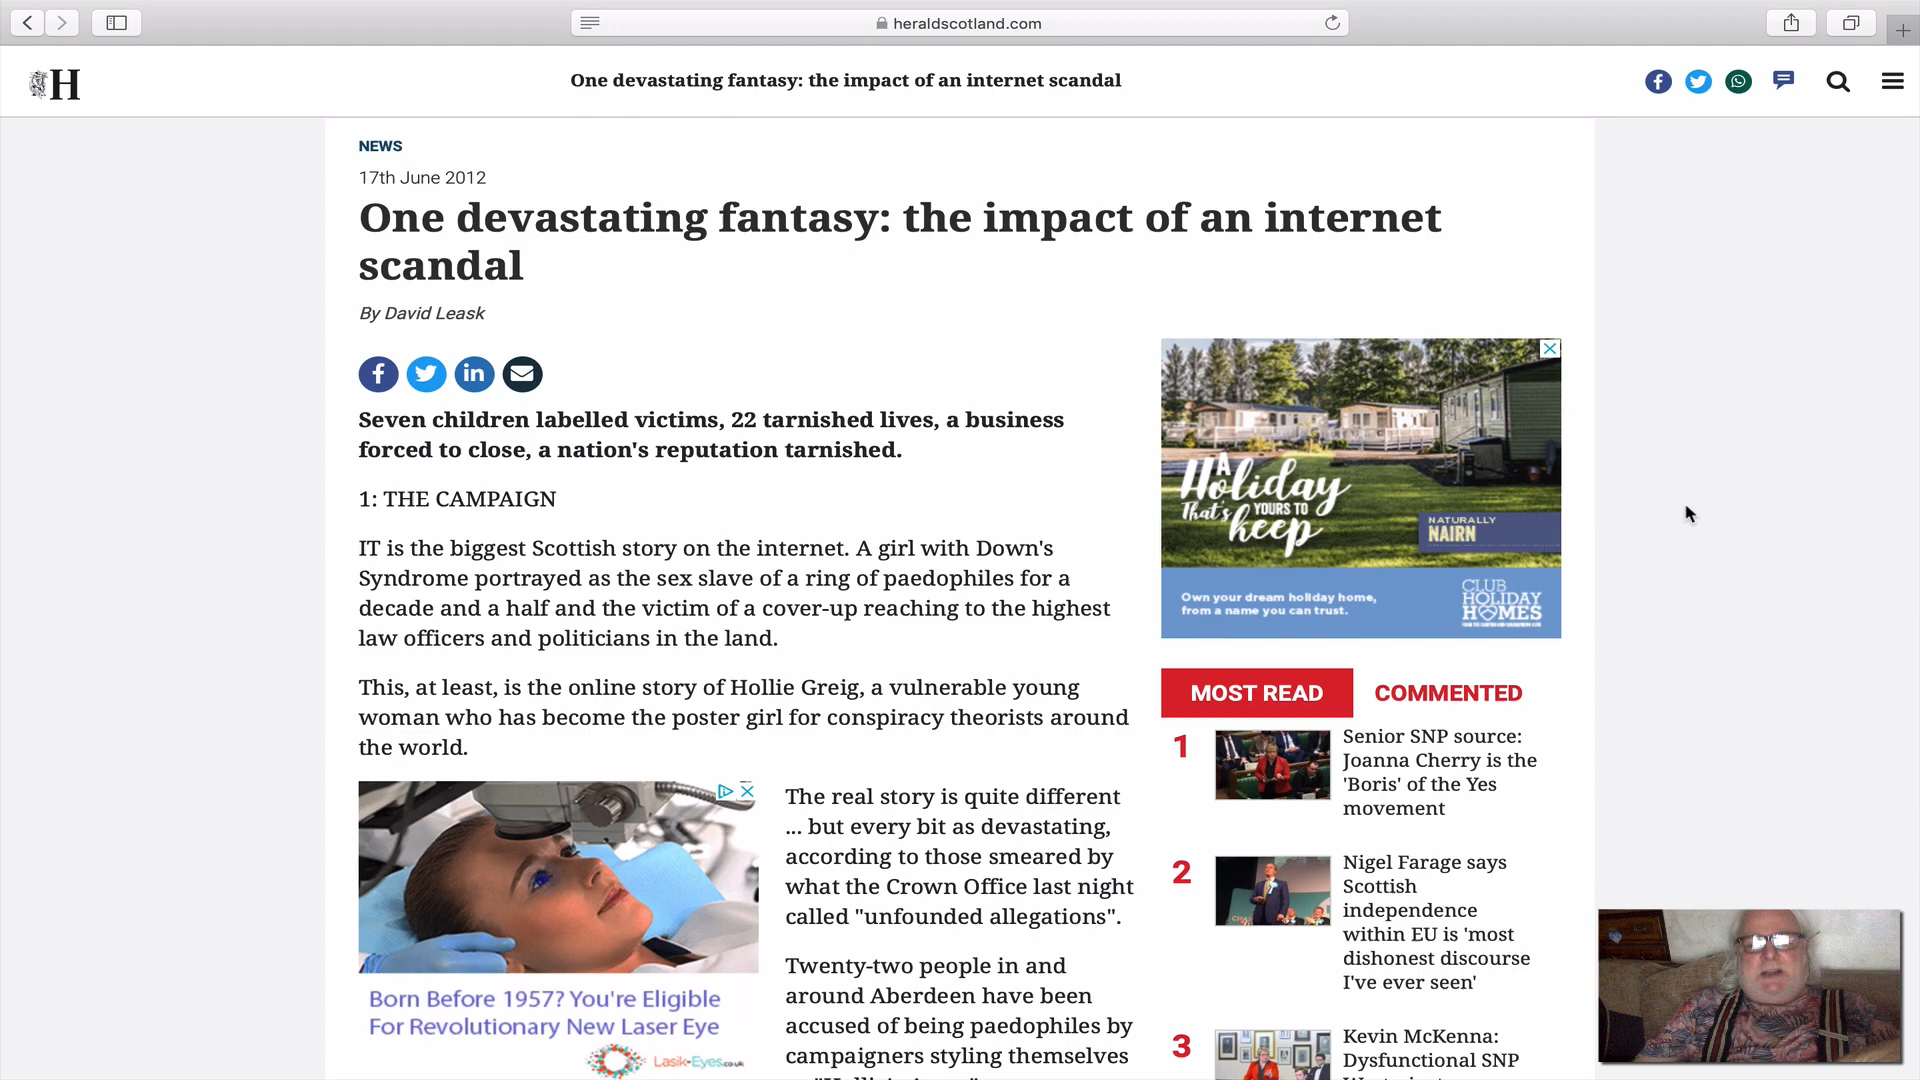 heraldscotland.com
H
One devastating fantasy: the impact of an internet scandal
NEWS
17th June 2012
One devastating fantasy: the impact of an internet
scandal
By David Leask
Seven children labelled victims, 22 tarnished lives, a business
forced to close, a nation's reputation tarnished.
1: THE CAMPAIGN
IT is the biggest Scottish story on the internet. A girl with Down's
Syndrome portrayed as the sex slave of a ring of paedophiles for a
decade and a half and the victim of a cover-up reaching to the highest
law officers and politicians in the land.
This, at least, is the online story of Hollie Greig, a vulnerable young
woman who has become the poster girl for conspiracy theorists around
the world.
The real story is quite different
... but every bit as devastating,
according to those smeared by
what the Crown Office last night
called "unfounded allegations".
Twenty-two people in and
around Aberdeen have been
accused of being paedophiles by
campaigners styling themselves
Born Before 1957? You're Eligible
For Revolutionary New Laser Eye
Lasik-Eyes.co.uk
A
Holiday
That's YOURS TO
keep
NATURALLY
NAIRN
Own your dream holiday home,
from a name you can trust.
CLUB
HOLIDAY
HOMES
MOST READ
COMMENTED
1
Senior SNP source:
Joanna Cherry is the
'Boris' of the Yes
movement
2
Nigel Farage says
Scottish
independence
within EU is 'most
dishonest discourse
I've ever seen'
3
Kevin McKenna:
Dysfunctional SNP